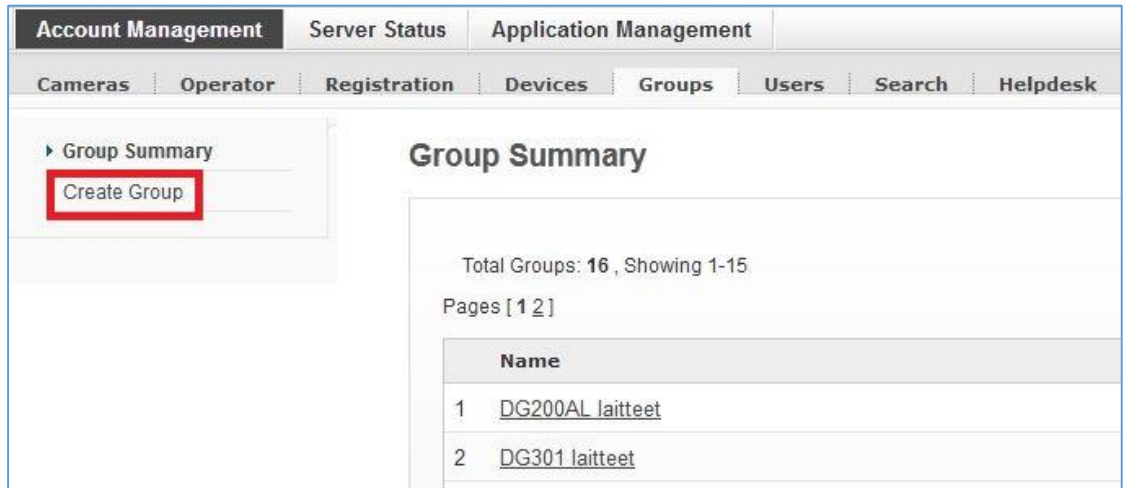 Account Management Server Status Application Management
Cameras Operator Registration Devices Groups Users Search Helpdesk
Group Summary
Create Group
Group Summary
Total Groups: 16 , Showing 1-15
Pages [ 1 2 ]
Name
1 DG200AL laitteet
2 DG301 laitteet